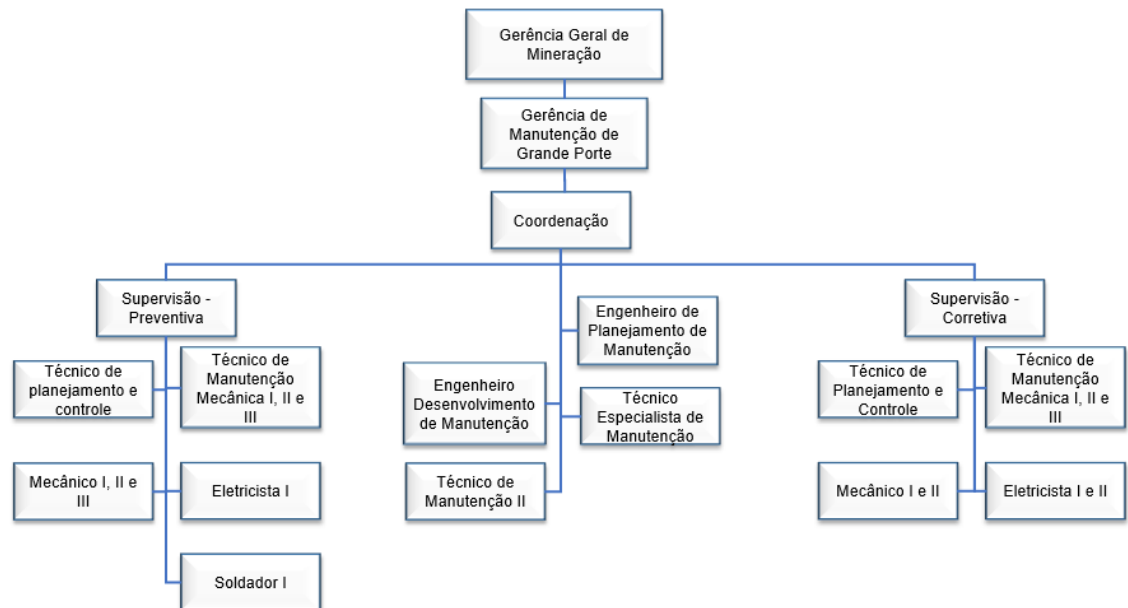 Gerência Geral de
Mineração
Gerência de
Manutenção de
Grande Porte
Coordenação
Supervisão -
Preventiva
Técnico de
planejamento e
controle
Técnico de
Manutenção
Mecânica I, II e
III
Mecânico I, II e
III
Eletricista I
Soldador I
Engenheiro de
Planejamento de
Manutenção
Engenheiro
Desenvolvimento
de Manutenção
Técnico
Especialista de
Manutenção
Técnico de
Manutenção II
Supervisão -
Corretiva
Técnico de
Planejamento e
Controle
Técnico de
Manutenção
Mecânica I, II e
III
Mecânico I e II
Eletricista I e II